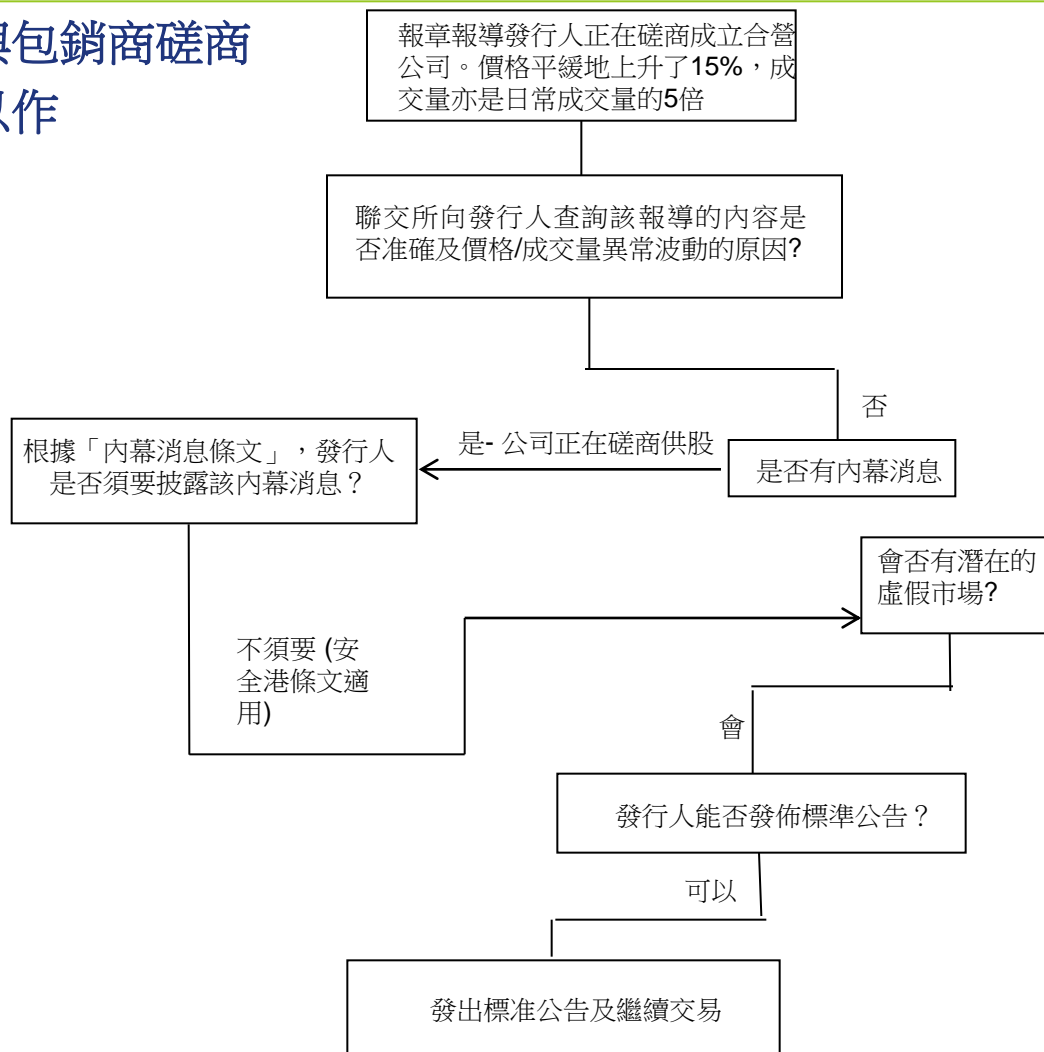 與包銷商磋商
以作
報章報導發行人正在磋商成立合營
公司。價格平緩地上升了15%,成
交量亦是日常成交量的5倍
聯交所向發行人查詢該報導的內容是
否准確及價格/成交量異常波動的原因?
否
是否有內幕消息
是- 公司正在磋商供股
根據「內幕消息條文」,發行人
是否須要披露該內幕消息？
不須要 (安
全港條文適
用)
會否有潛在的
虛假市場?
會
發行人能否發佈標準公告？
可以
發出標准公告及繼續交易